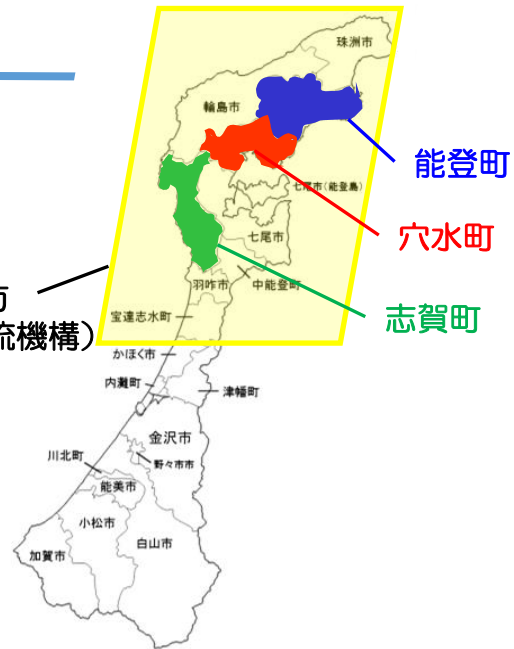 珠洲市
輪島市
能登町
七尾市(能登島)
穴水町
七尾市
羽咋市
中能登町
志賀町
流機構)
宝達志水町
かほく市
内灘町
津幡町
金沢市
川北町
野々市市
能美市
小松市
白山市
加賀市